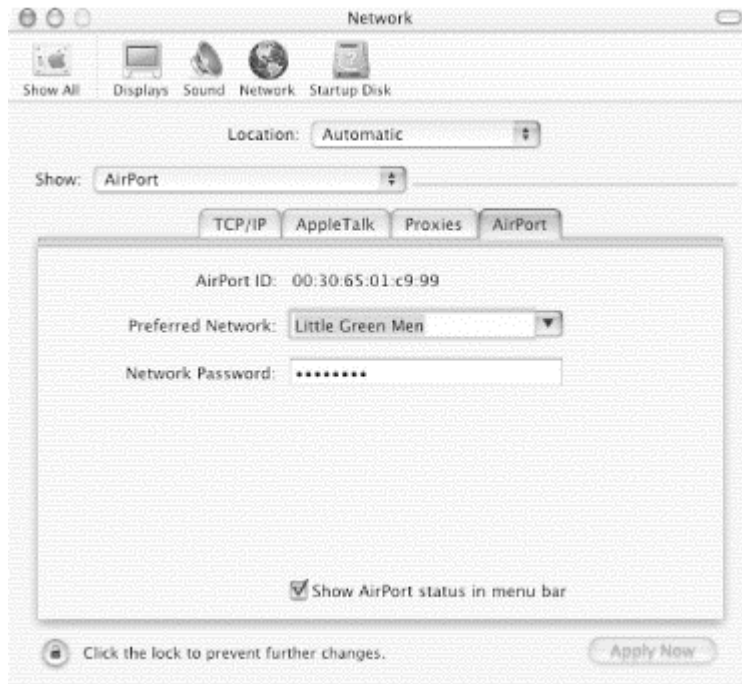 Network
Show All Displays Sound Network Startup Disk
Location: Automatic
Show: AirPort
TCP/IP AppleTalk Proxies AirPort
AirPort ID: 00:30:65:01:c9:99
Preferred Network: Little Green Men
Network Password: ••••••••
Show AirPort status in menu bar
Click the lock to prevent further changes. Apply Now